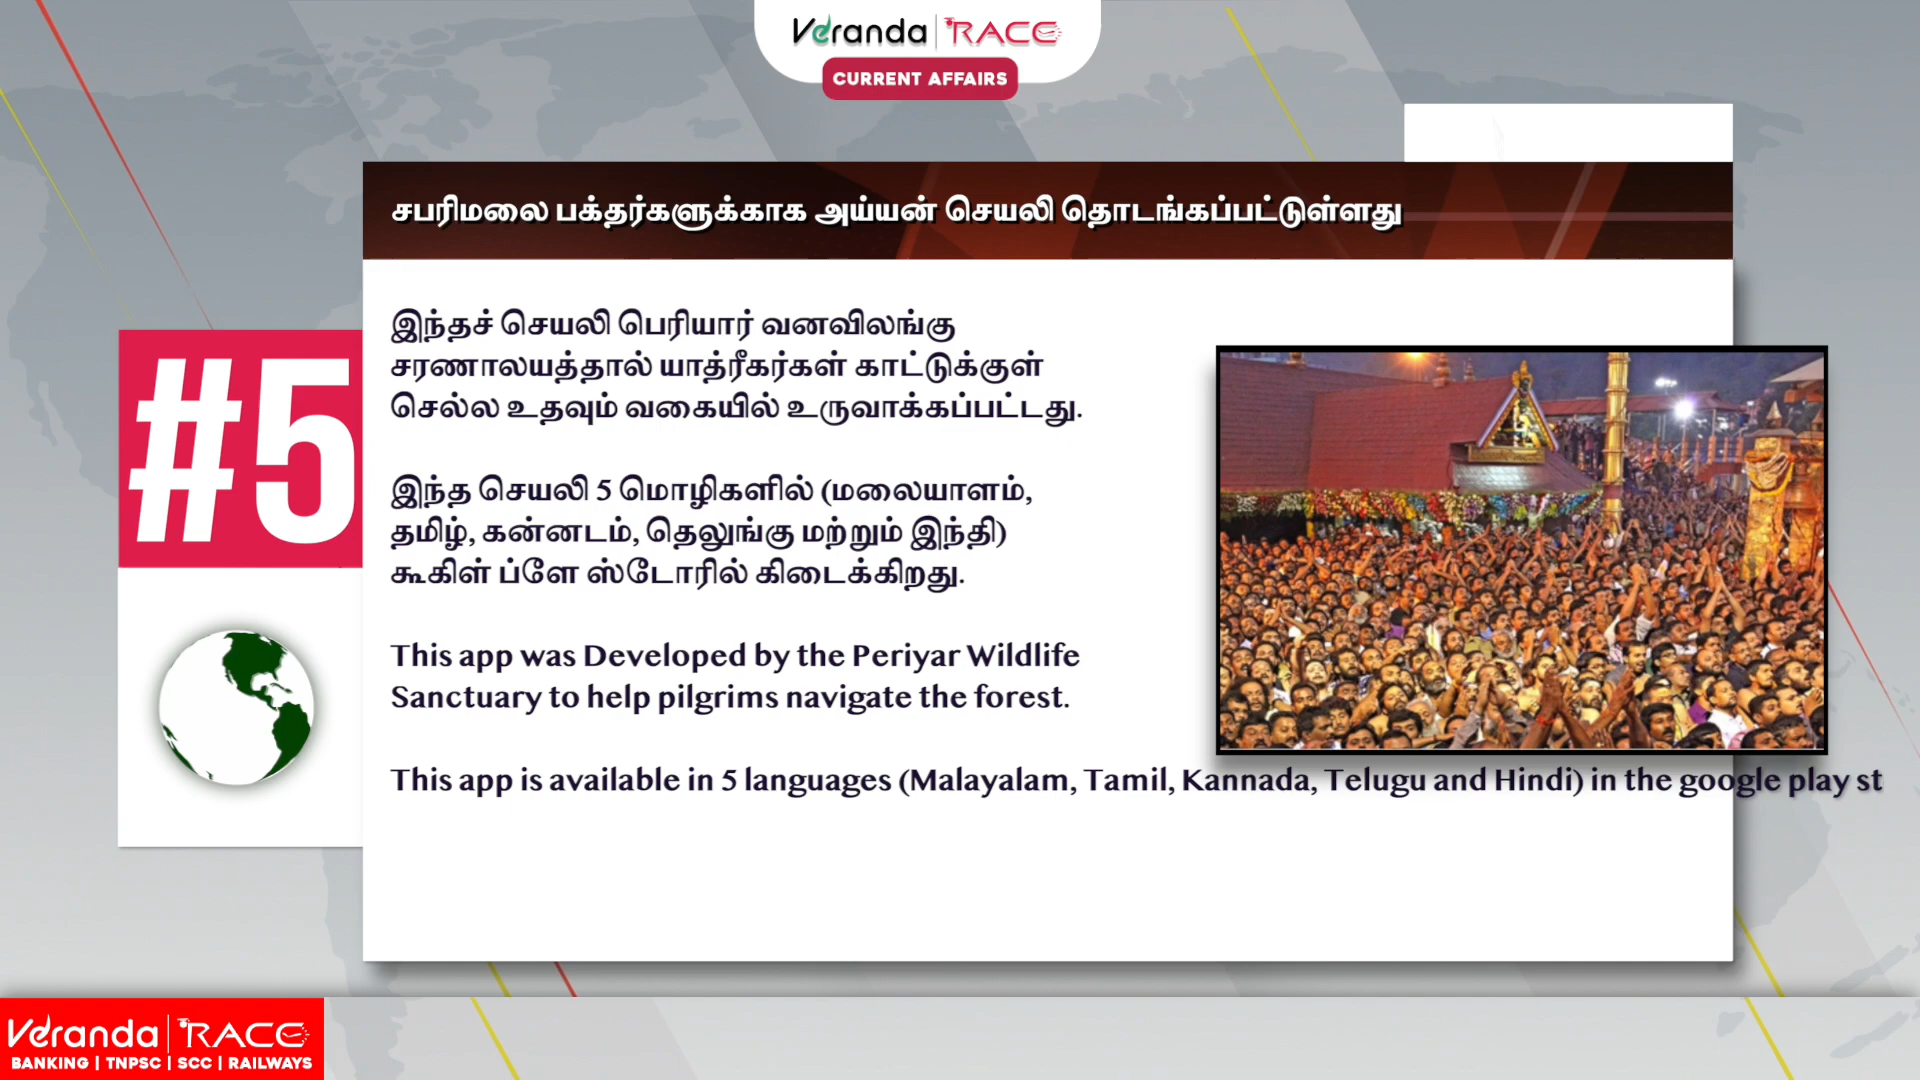 Veranda RACE
CURRENT AFFAIRS
சபரிமலை பக்தர்களுக்காக அய்யன் செயலி தொடங்கப்பட்டுள்ளது
#5
இந்தச் செயலி பெரியார் வனவிலங்கு
சரணாலயத்தால் யாத்ரீகர்கள் காட்டுக்குள்
செல்ல உதவும் வகையில் உருவாக்கப்பட்டது.
இந்த செயலி 5 மொழிகளில் (மலையாளம்,
தமிழ், கன்னடம், தெலுங்கு மற்றும் இந்தி)
கூகிள் ப்ளே ஸ்டோரில் கிடைக்கிறது.
This app was Developed by the Periyar Wildlife
Sanctuary to help pilgrims navigate the forest.
This app is available in 5 languages (Malayalam, Tamil, Kannada, Telugu and Hindi) in the google play st
Veranda RACE
BANKING | TNPSC | SCC | RAILWAYS